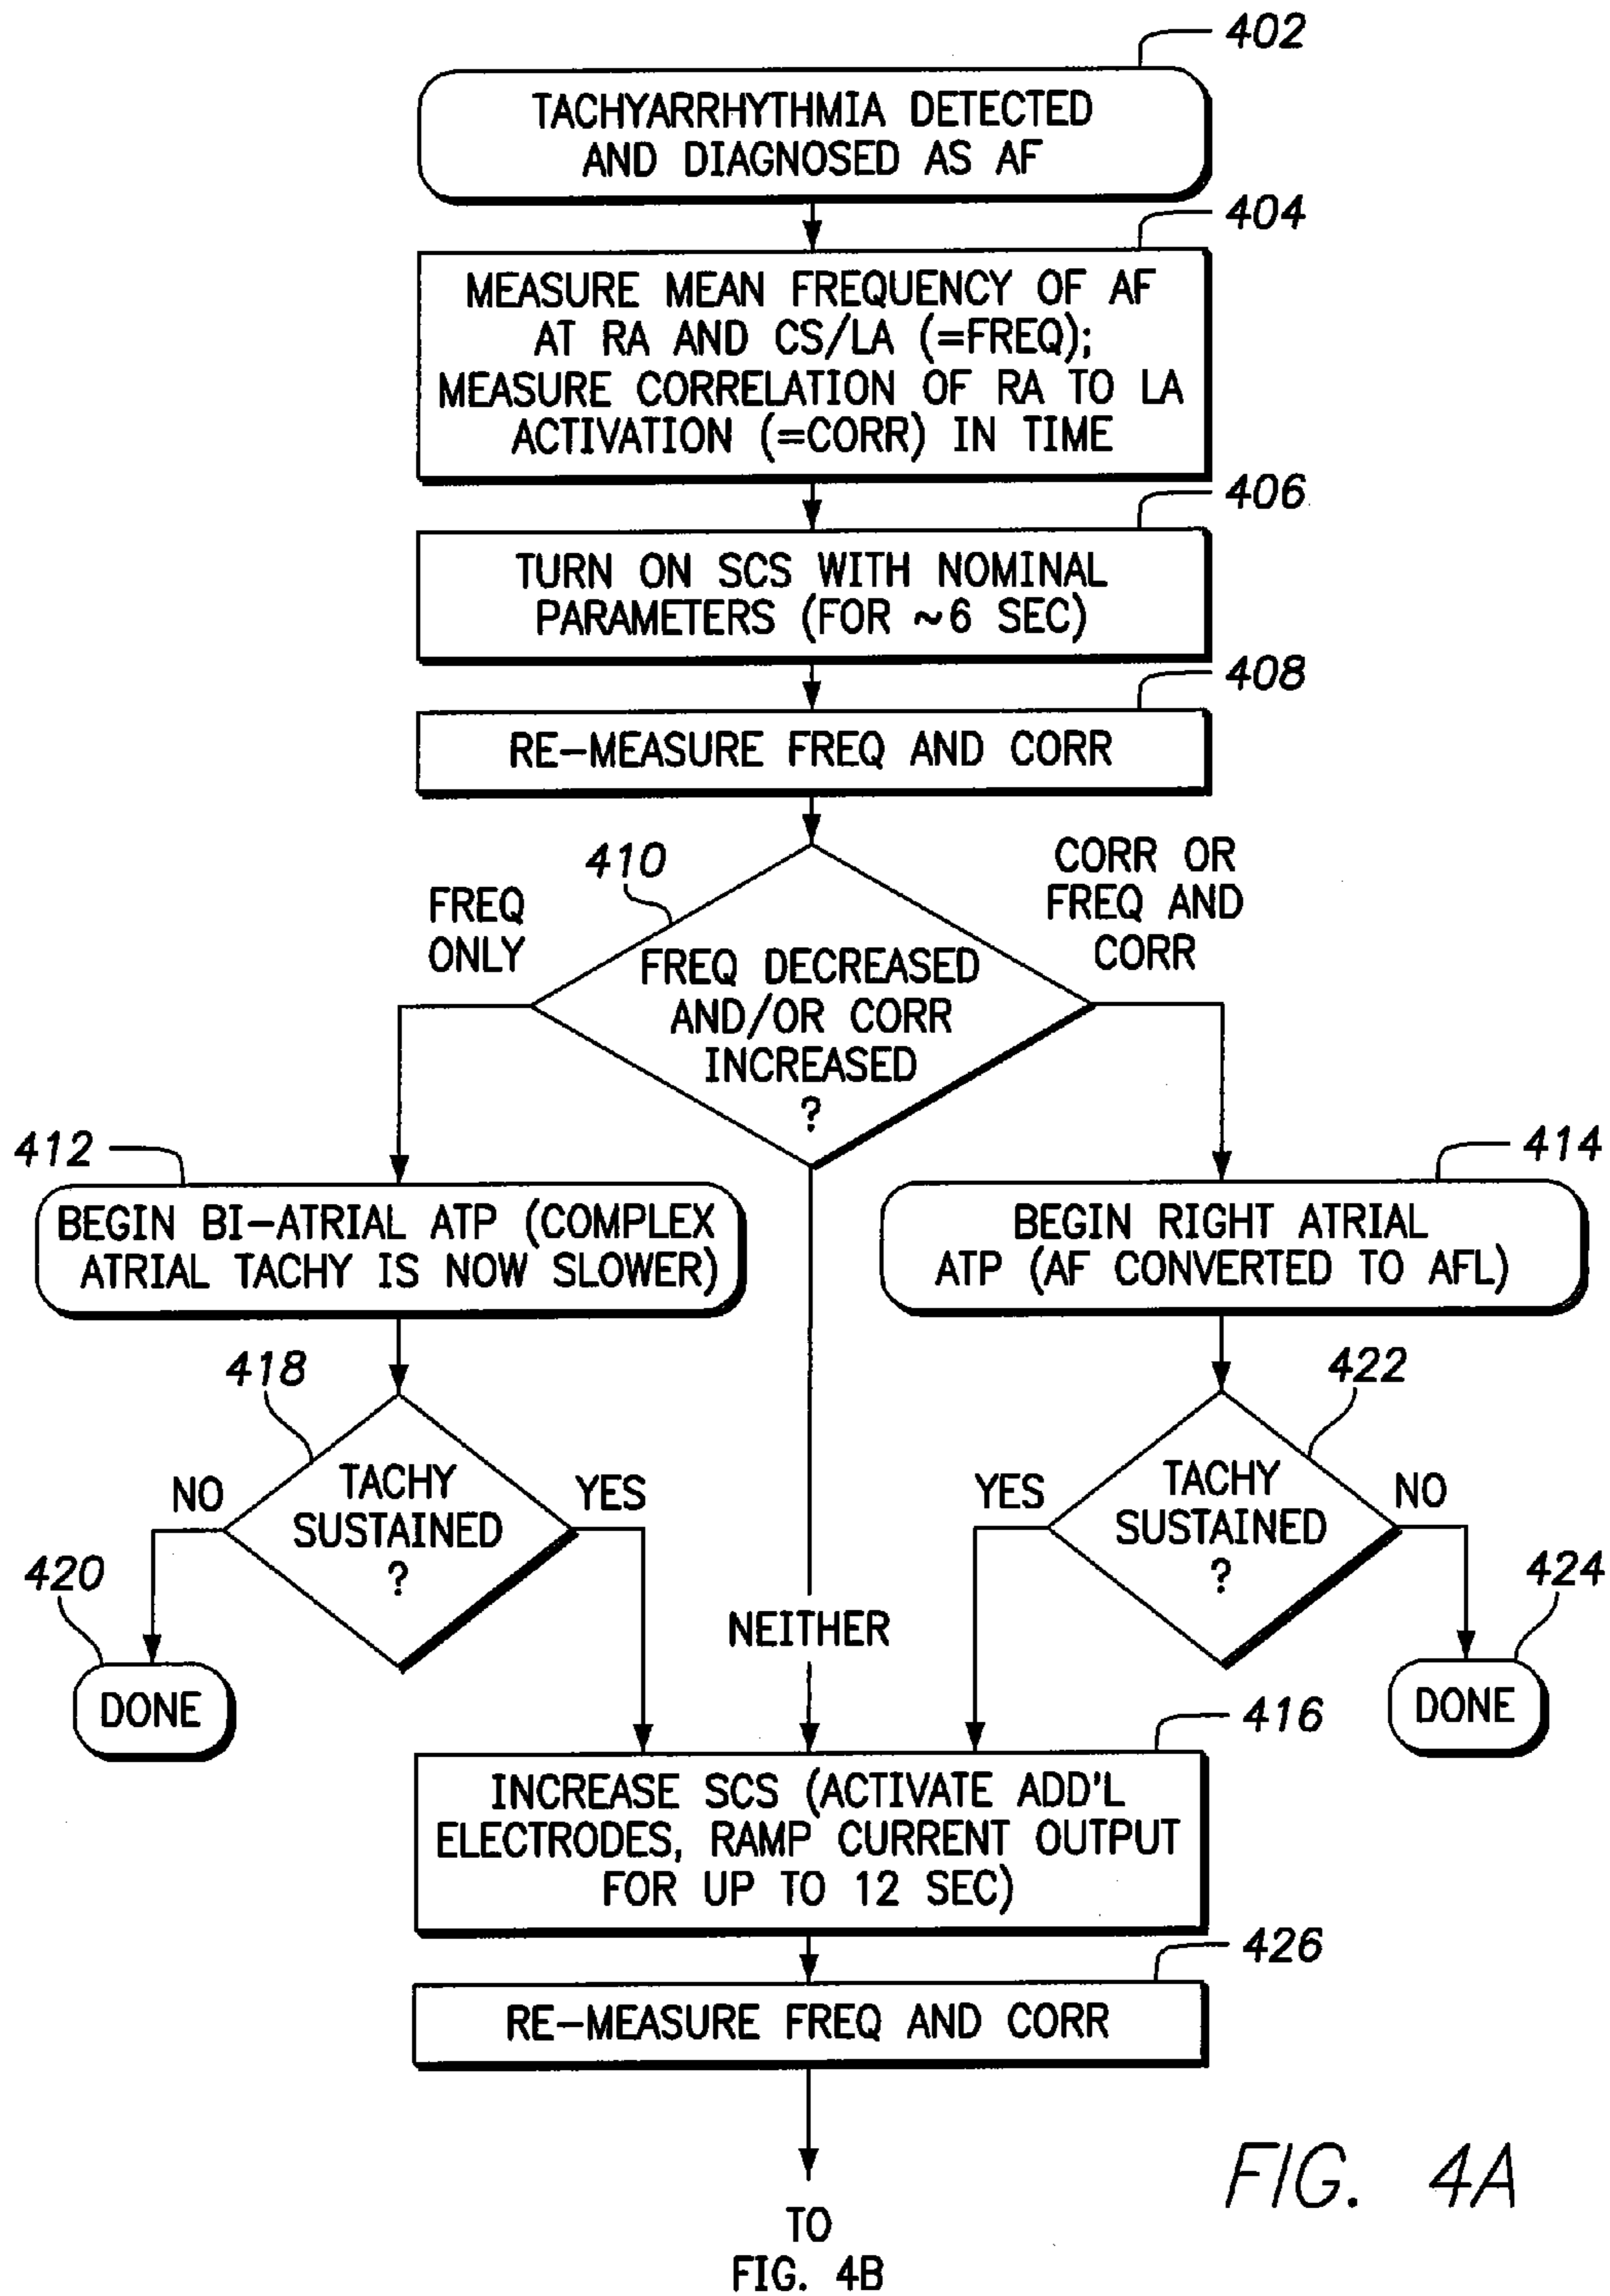 402
TACHYARRHYTHMIA DETECTED
AND DIAGNOSED AS AF
404
MEASURE MEAN FREQUENCY OF AF
AT RA AND CS/LA (=FREQ);
MEASURE CORRELATION OF RA TO LA
ACTIVATION (=CORR) IN TIME
406
TURN ON SCS WITH NOMINAL
PARAMETERS (FOR ~6 SEC)
408
RE-MEASURE FREQ AND CORR
410
FREQ
ONLY
CORR OR
FREQ AND
CORR
FREQ DECREASED
AND/OR CORR
INCREASED
?
412
BEGIN BI-ATRIAL ATP (COMPLEX
ATRIAL TACHY IS NOW SLOWER)
414
BEGIN RIGHT ATRIAL
ATP (AF CONVERTED TO AFL)
418
NO
TACHY
SUSTAINED
?
YES
422
YES
TACHY
SUSTAINED
?
NO
420
DONE
NEITHER
424
DONE
416
INCREASE SCS (ACTIVATE ADD'L
ELECTRODES, RAMP CURRENT OUTPUT
FOR UP TO 12 SEC)
426
RE-MEASURE FREQ AND CORR
TO
FIG. 4B
FIG. 4A